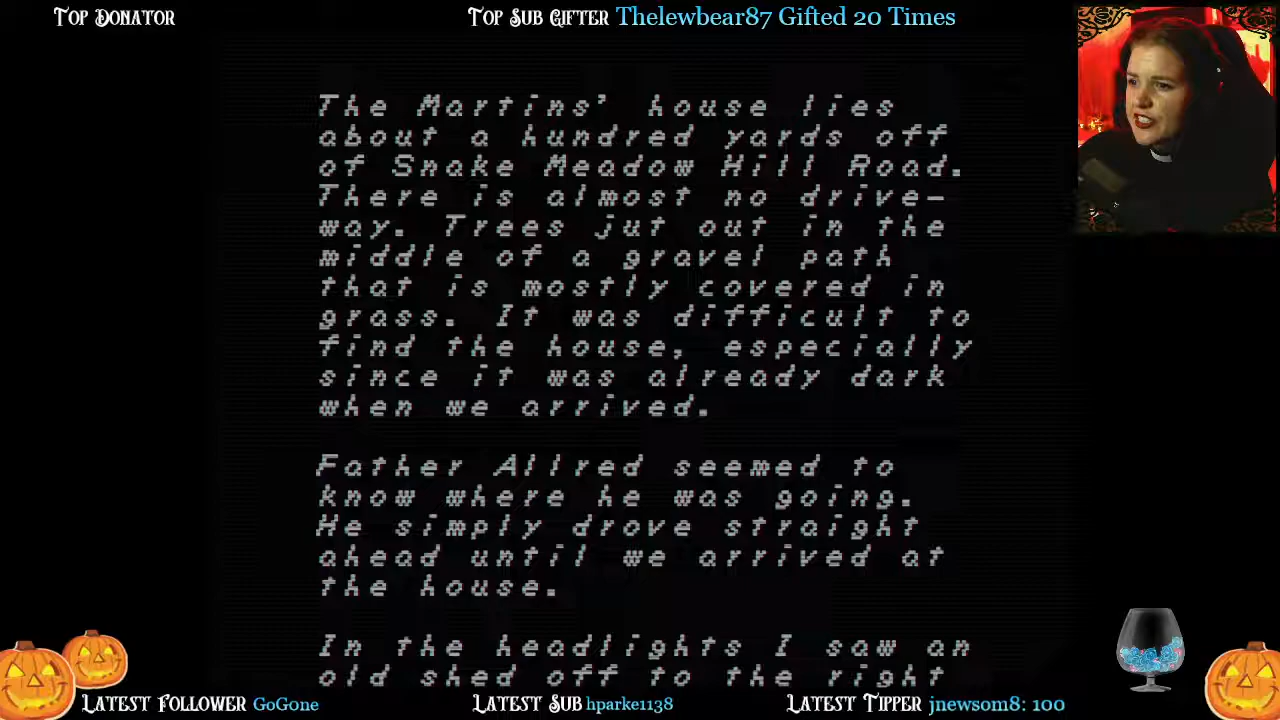 Top Donator
Top Sub Gifter Thelewbear87 Gifted 20 Times
The Martins' house lies
about a hundred yards off
of Snake Meadow Hill Road.
There is almost no drive-
way. Trees jut out in the
middle of a gravel path
that is mostly covered in
grass. It was difficult to
find the house, especially
since it was already dark
when we arrived.
Father Allred seemed to
know where he was going.
He simply drove straight
ahead until we arrived at
the house.
In the headlights I saw an
old shed off to the right
Latest Follower GoGone
Latest Sub hparke1138
Latest Tipper jnewsom8: 100